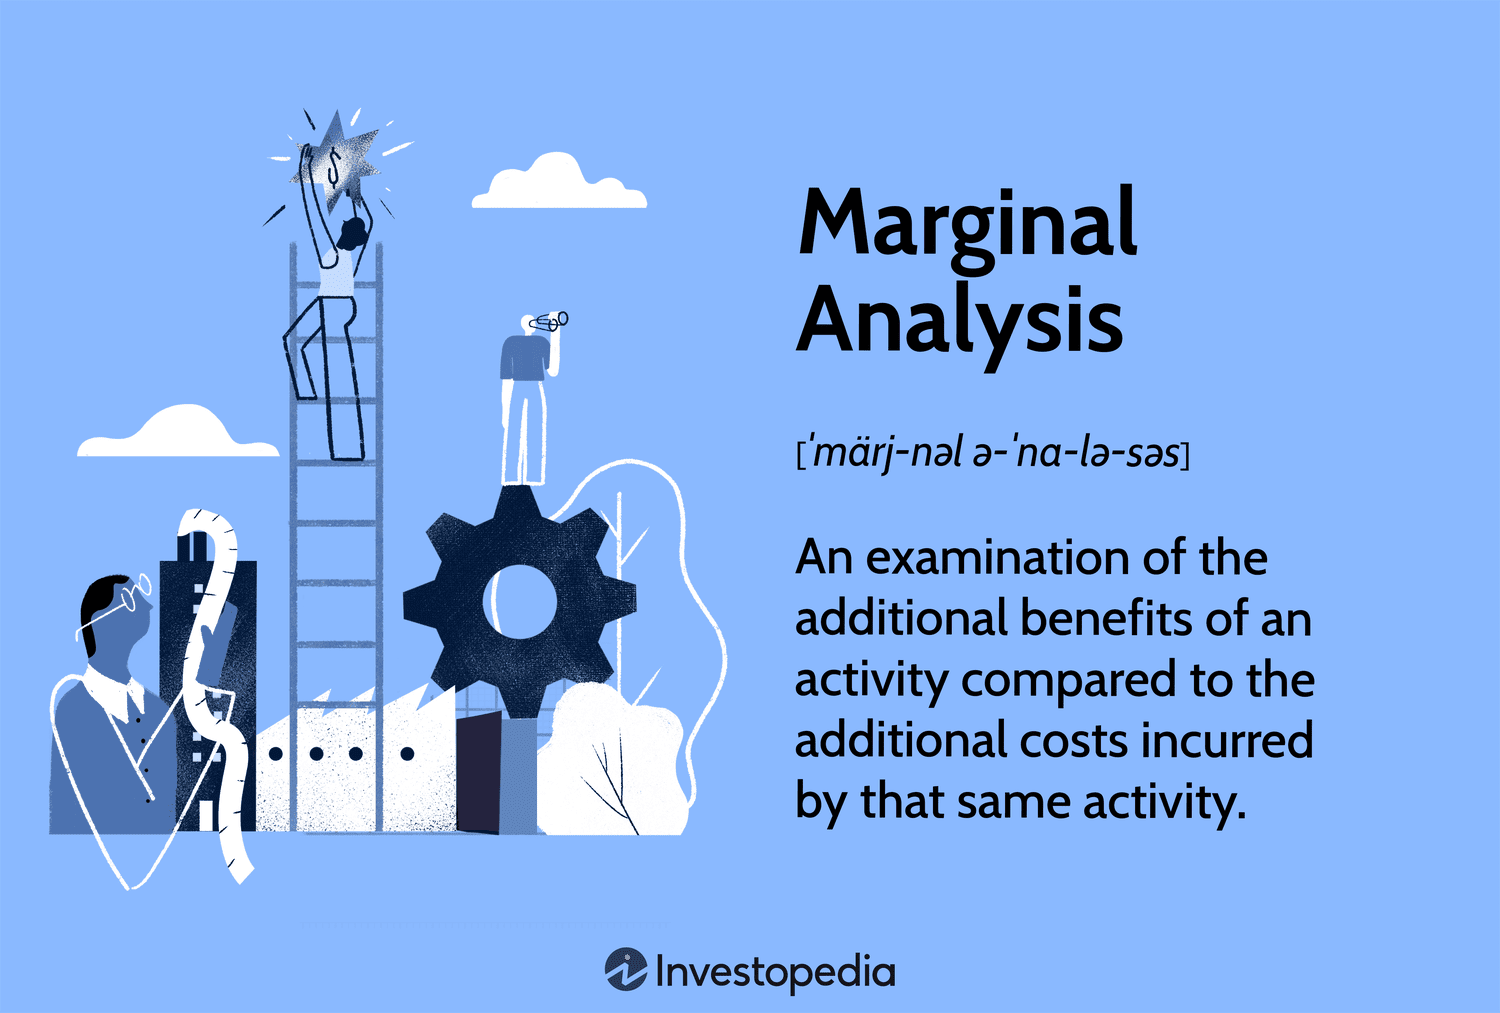 $
Marginal
Analysis
[ˈmärj-nəl ə-ˈna-lə-səs]
An examination of the
additional benefits of an
activity compared to the
additional costs incurred
by that same activity.
Investopedia